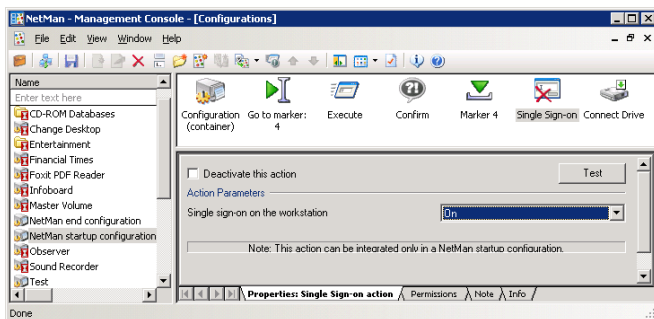 NetMan - Management Console - [Configurations]
File Edit View Window Help
Name
Enter text here
CD-ROM Databases
Change Desktop
Entertainment
Financial Times
Foxit PDF Reader
Infoboard
Master Volume
NetMan end configuration
NetMan startup configuration
Observer
Sound Recorder
Test
Configuration (container)
Go to marker: 4
Execute
Confirm
Marker 4
Single Sign-on
Connect Drive
Deactivate this action
Test
Action Parameters
Single sign-on on the workstation
On
Note: This action can be integrated only in a NetMan startup configuration.
Properties: Single Sign-on action
Permissions
Note
Info
Done